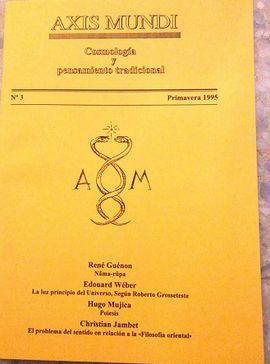 AXIS MUNDI
Cosmología
y
pensamiento tradicional
Nº 3 Primavera 1995
A M
René Guénon
Nâma-rûpa
Edouard Wéber
La luz principio del Universo, Según Roberto Grosseteste
Hugo Mujica
Poiesis
Christian Jambet
El problema del sentido en relación a la «Filosofía oriental»